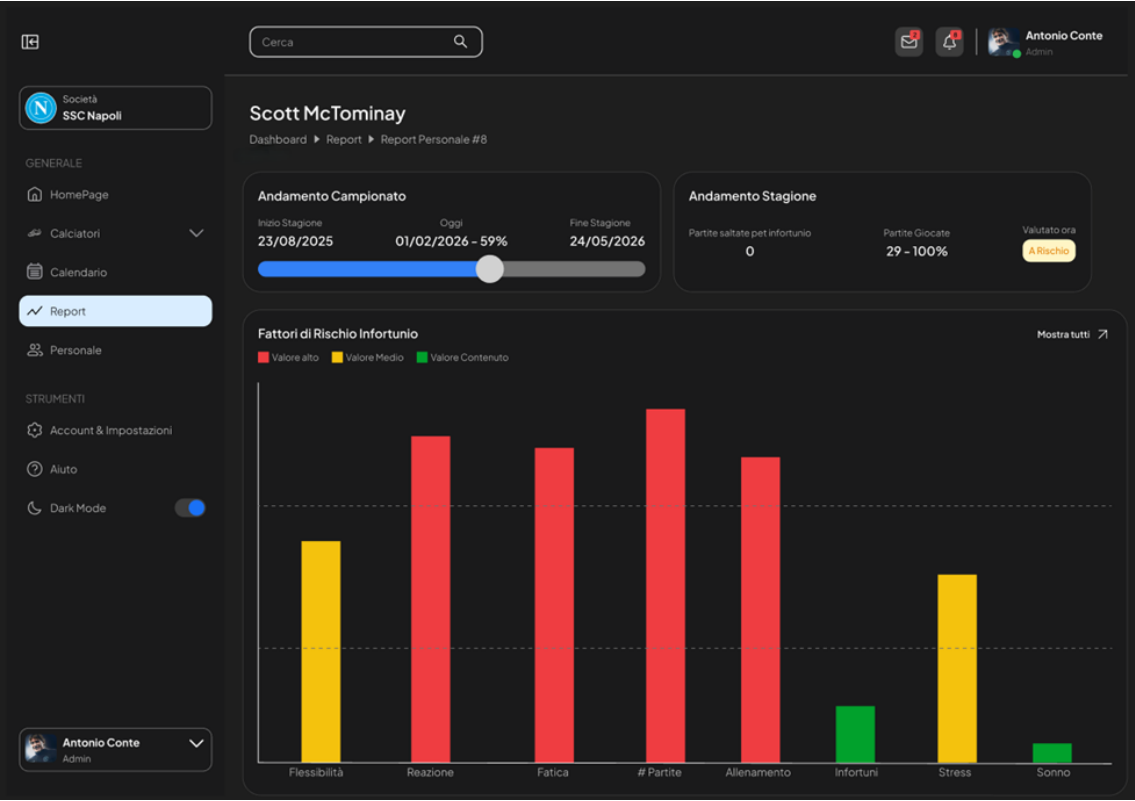 Cerca
Antonio Conte
Admin
Società
SSC Napoli
GENERALE
HomePage
Calciatori
Calendario
Report
Personale
STRUMENTI
Account & Impostazioni
Aiuto
Dark Mode
Antonio Conte
Admin
Scott McTominay
Dashboard Report Report Personale #8
Andamento Campionato
Inizio Stagione Oggi Fine Stagione
23/08/2025 01/02/2026 - 59% 24/05/2026
Andamento Stagione
Partite saltate pet infortunio Partite Giocate Valutato ora
0 29 - 100% A Rischio
Fattori di Rischio Infortunio
Mostra tutti
Valore alto Valore Medio Valore Contenuto
Flessibilità Reazione Fatica # Partite Allenamento Infortuni Stress Sonno